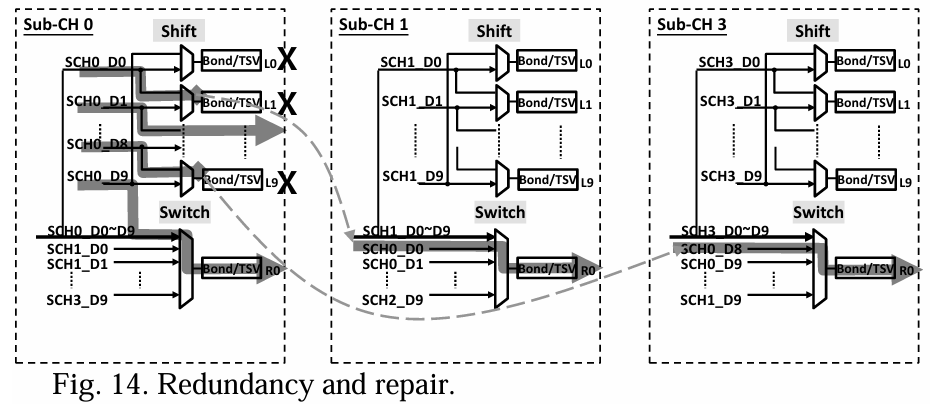 Sub-CH 0
Shift
SCH0_D0
Bond/TSV L0 X
SCH0_D1
Bond/TSV L1 X
SCH0_D8
SCH0_D9
Bond/TSV L9 X
Switch
SCH0_D0~D9
SCH1_D0
SCH1_D1
Bond/TSV R0
SCH3_D9
Sub-CH 1
Shift
SCH1_D0
Bond/TSV L0
SCH1_D1
Bond/TSV L1
SCH1_D9
Bond/TSV L9
Switch
SCH1_D0~D9
SCH0_D0
SCH0_D1
Bond/TSV R0
SCH2_D9
Sub-CH 3
Shift
SCH3_D0
Bond/TSV L0
SCH3_D1
Bond/TSV L1
SCH3_D9
Bond/TSV L9
Switch
SCH3_D0~D9
SCH0_D8
SCH0_D9
Bond/TSV R0
SCH1_D9
Fig. 14. Redundancy and repair.